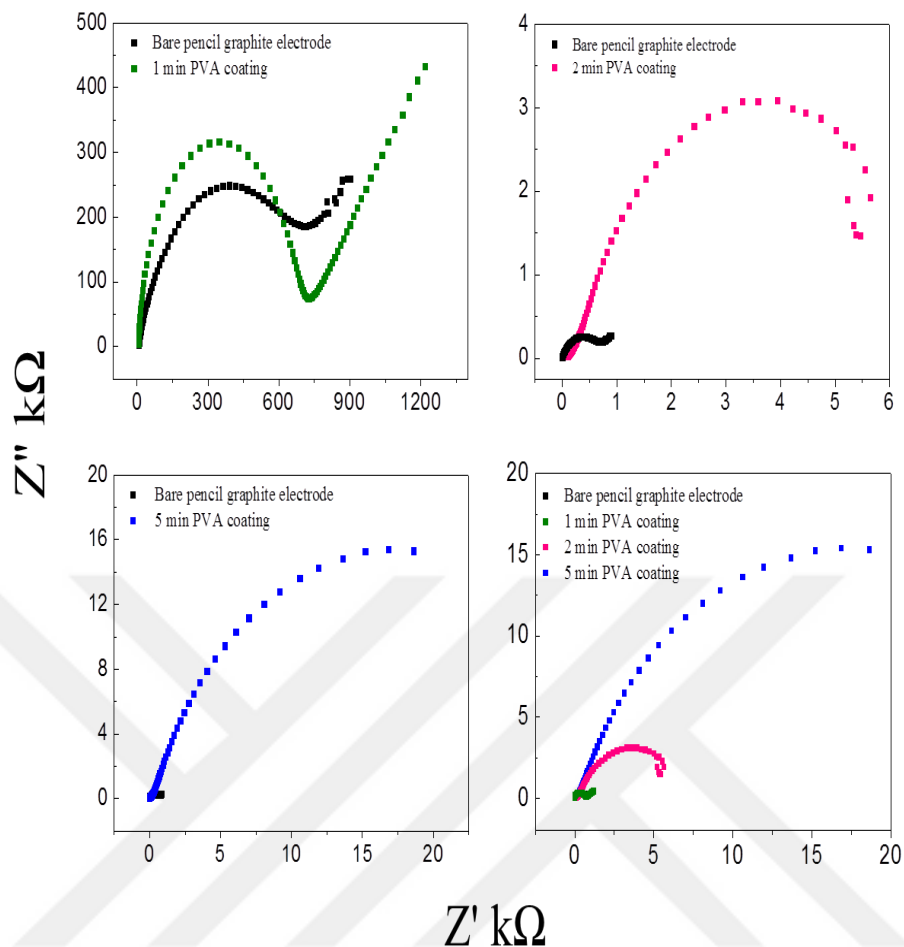 500
400
300
200
100
0
0 300 600 900 1200
Bare pencil graphite electrode
1 min PVA coating
4
3
2
1
0
0 1 2 3 4 5 6
Bare pencil graphite electrode
2 min PVA coating
Z'' kΩ
20
16
12
8
4
0
0 5 10 15 20
Bare pencil graphite electrode
5 min PVA coating
20
15
10
5
0
0 5 10 15 20
Bare pencil graphite electrode
1 min PVA coating
2 min PVA coating
5 min PVA coating
Z' kΩ